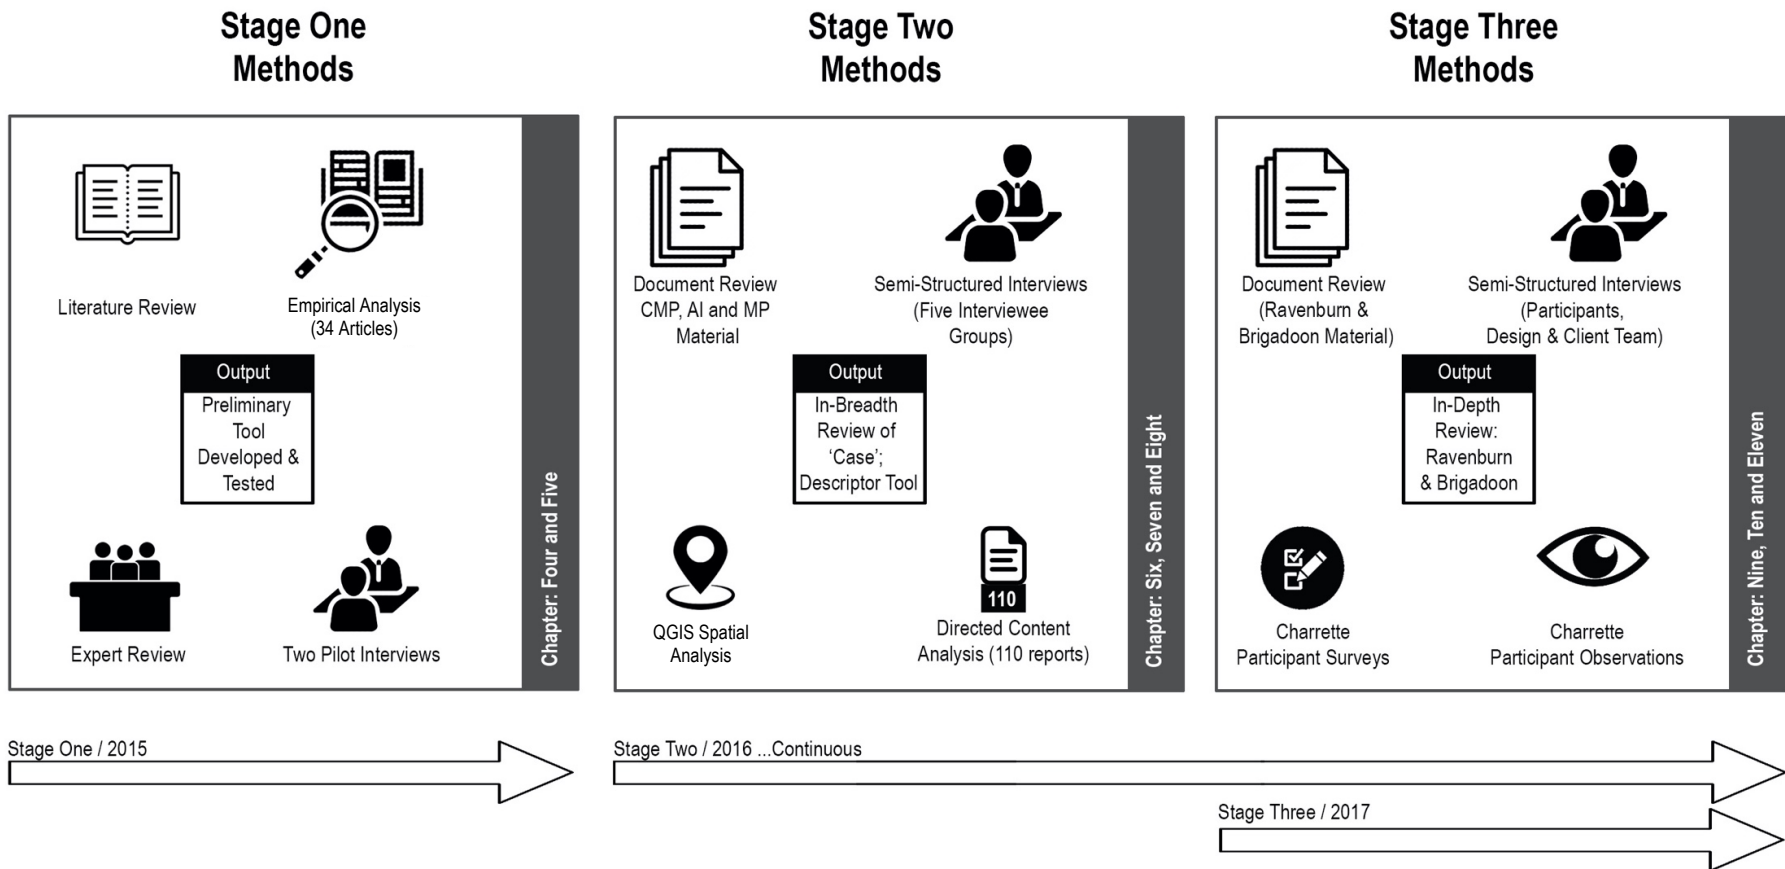 Stage One
Methods
Stage Two
Methods
Stage Three
Methods
Literature Review
Empirical Analysis
(34 Articles)
Output
Preliminary
Tool
Developed &
Tested
Expert Review
Two Pilot Interviews
Chapter: Four and Five
Document Review
CMP, AI and MP
Material
Semi-Structured Interviews
(Five Interviewee
Groups)
Output
In-Breadth
Review of
‘Case’;
Descriptor Tool
QGIS Spatial
Analysis
110
Directed Content
Analysis (110 reports)
Chapter: Six, Seven and Eight
Document Review
(Ravenburn &
Brigadoon Material)
Semi-Structured Interviews
(Participants,
Design & Client Team)
Output
In-Depth
Review:
Ravenburn
& Brigadoon
Charrette
Participant Surveys
Charrette
Participant Observations
Chapter: Nine, Ten and Eleven
Stage One / 2015
Stage Two / 2016 ...Continuous
Stage Three / 2017